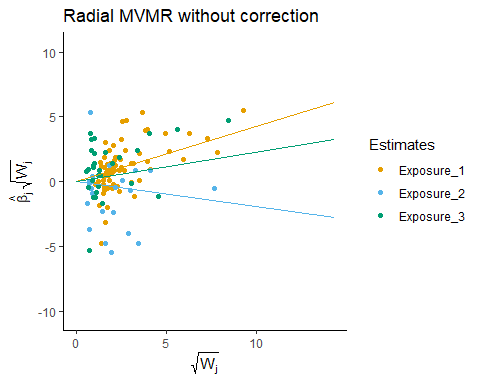 Radial MVMR without correction
10
5
0
-5
-10
β̂ⱼ√Wⱼ
0
5
10
√Wⱼ
Estimates
Exposure_1
Exposure_2
Exposure_3